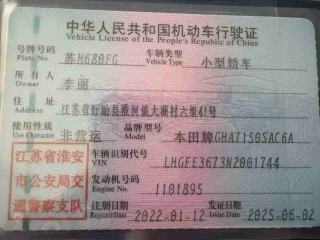 中华人民共和国机动车行驶证
Vehicle License of the People's Republic of China
号牌号码 苏H680FG 车辆类型 小型轿车
Plate No. Vehicle Type
所有人 李丽
Owner
住址 江苏省盱眙县淮河镇大湖村六组41号
Address
使用性质 非营运 品牌型号 本田牌GHA7150SAC6A
Use Character Model
江苏省淮安市公安局交通警察支队
车辆识别代号 LHGFE3673N2001744
VIN
发动机号码 1101895
Engine No.
注册日期 2022-01-12 发证日期 2025-06-02
Register Date Issue Date